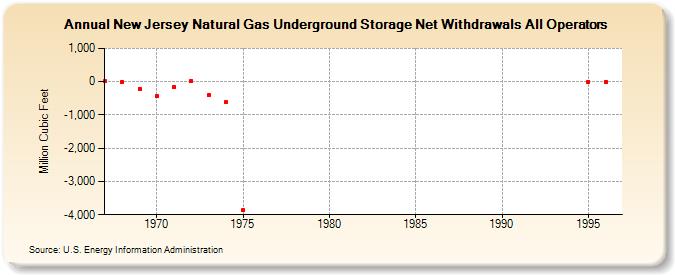 Annual New Jersey Natural Gas Underground Storage Net Withdrawals All Operators
Million Cubic Feet
1,000
0
-1,000
-2,000
-3,000
-4,000
1970 1975 1980 1985 1990 1995
Source: U.S. Energy Information Administration